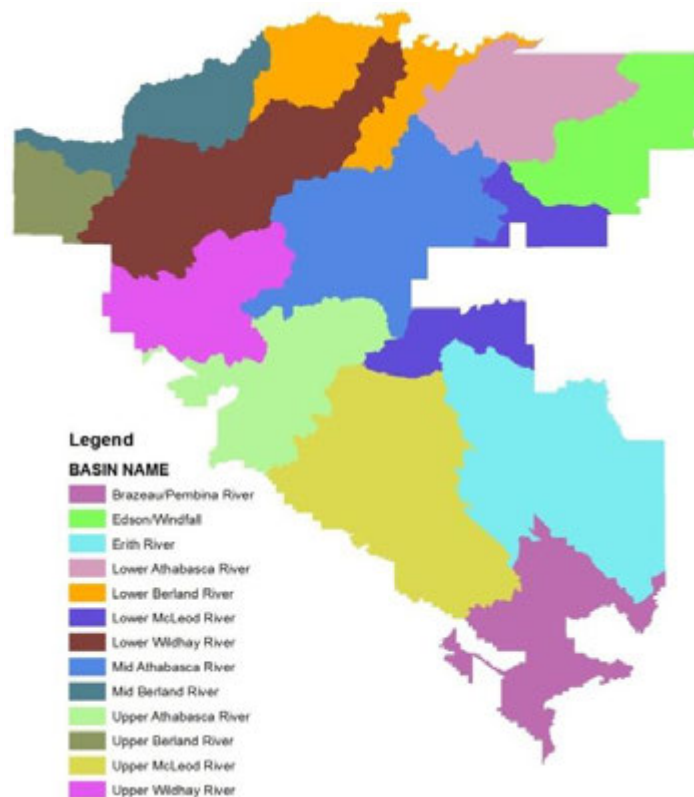 Legend
BASIN NAME
Brazeau/Pembina River
Edson/Windfall
Erith River
Lower Athabasca River
Lower Berland River
Lower McLeod River
Lower Wildhay River
Mid Athabasca River
Mid Berland River
Upper Athabasca River
Upper Berland River
Upper McLeod River
Upper Wildhay River